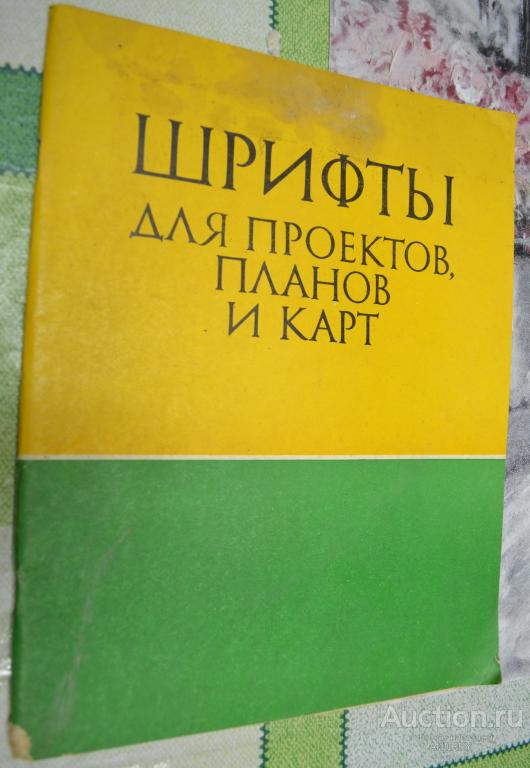 ШРИФТЫ
ДЛЯ ПРОЕКТОВ,
ПЛАНОВ
И КАРТ
Auction.ru